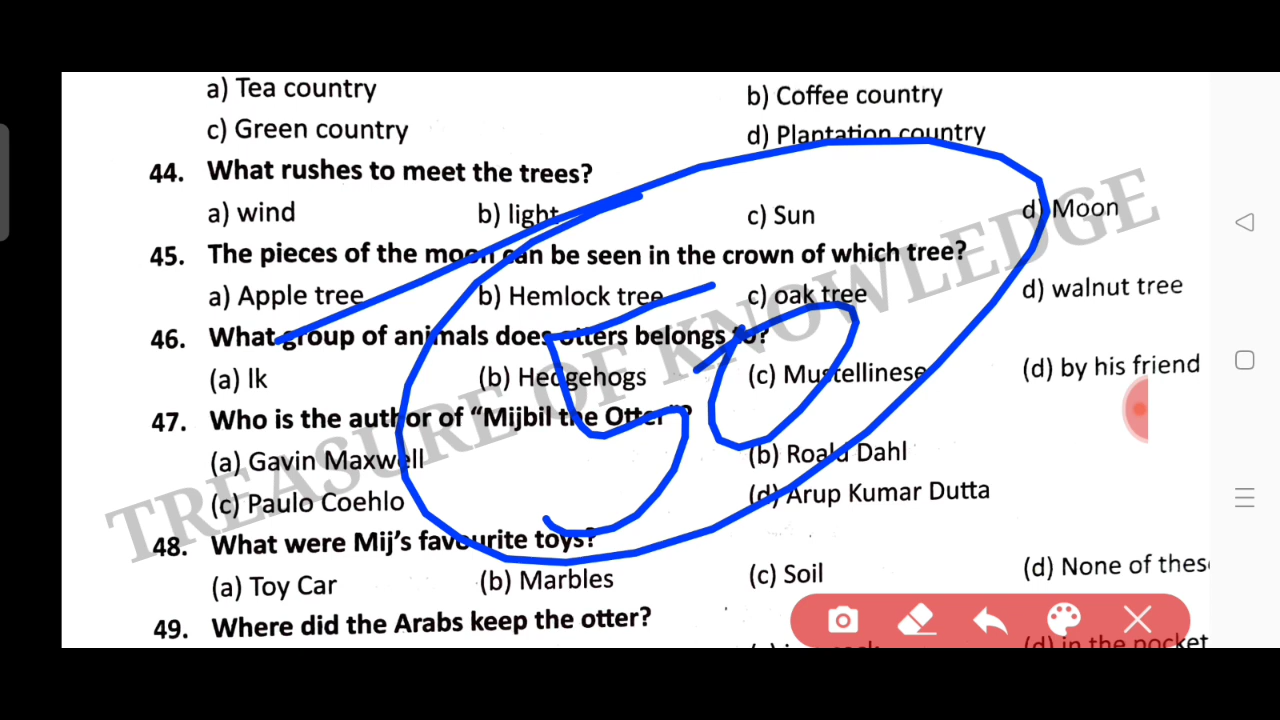 a) Tea country b) Coffee country
c) Green country d) Plantation country
44. What rushes to meet the trees?
a) wind b) light c) Sun d) Moon
45. The pieces of the moon can be seen in the crown of which tree?
a) Apple tree b) Hemlock tree c) oak tree d) walnut tree
46. What group of animals does otters belongs to?
(a) Ik (b) Hedgehogs (c) Mustellinese (d) by his friend
47. Who is the author of “Mijbil the Otter”?
(a) Gavin Maxwell (b) Roald Dahl
(c) Paulo Coehlo (d) Arup Kumar Dutta
48. What were Mij’s favourite toys?
(a) Toy Car (b) Marbles (c) Soil (d) None of thes
49. Where did the Arabs keep the otter?
(d) in the pocket
TREASURE OF KNOWLEDGE
50